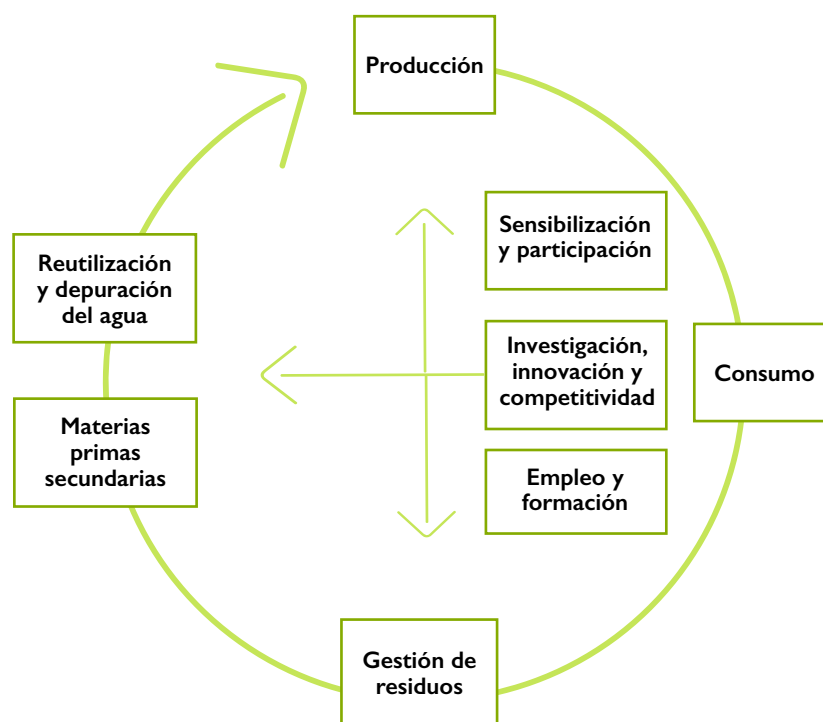 Producción
Sensibilización
y participación
Reutilización
y depuración
del agua
Investigación,
innovación y
competitividad
Consumo
Materias
primas
secundarias
Empleo y
formación
Gestión de
residuos